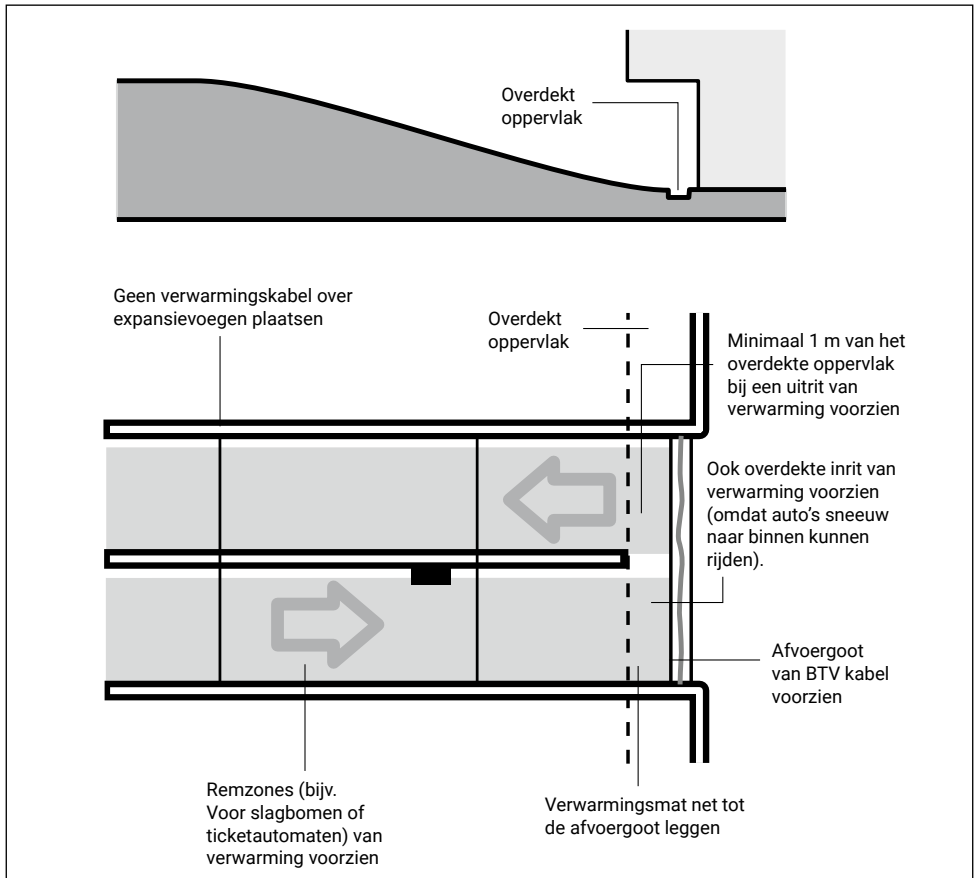 Overdekt
oppervlak
Geen verwarmingskabel over
expansievoegen plaatsen
Overdekt
oppervlak
Minimaal 1 m van het
overdekte oppervlak
bij een uitrit van
verwarming voorzien
Ook overdekte inrit van
verwarming voorzien
(omdat auto's sneeuw
naar binnen kunnen
rijden).
Afvoergoot
van BTV kabel
voorzien
Remzones (bijv.
Voor slagbomen of
ticketautomaten) van
verwarming voorzien
Verwarmingsmat net tot
de afvoergoot leggen